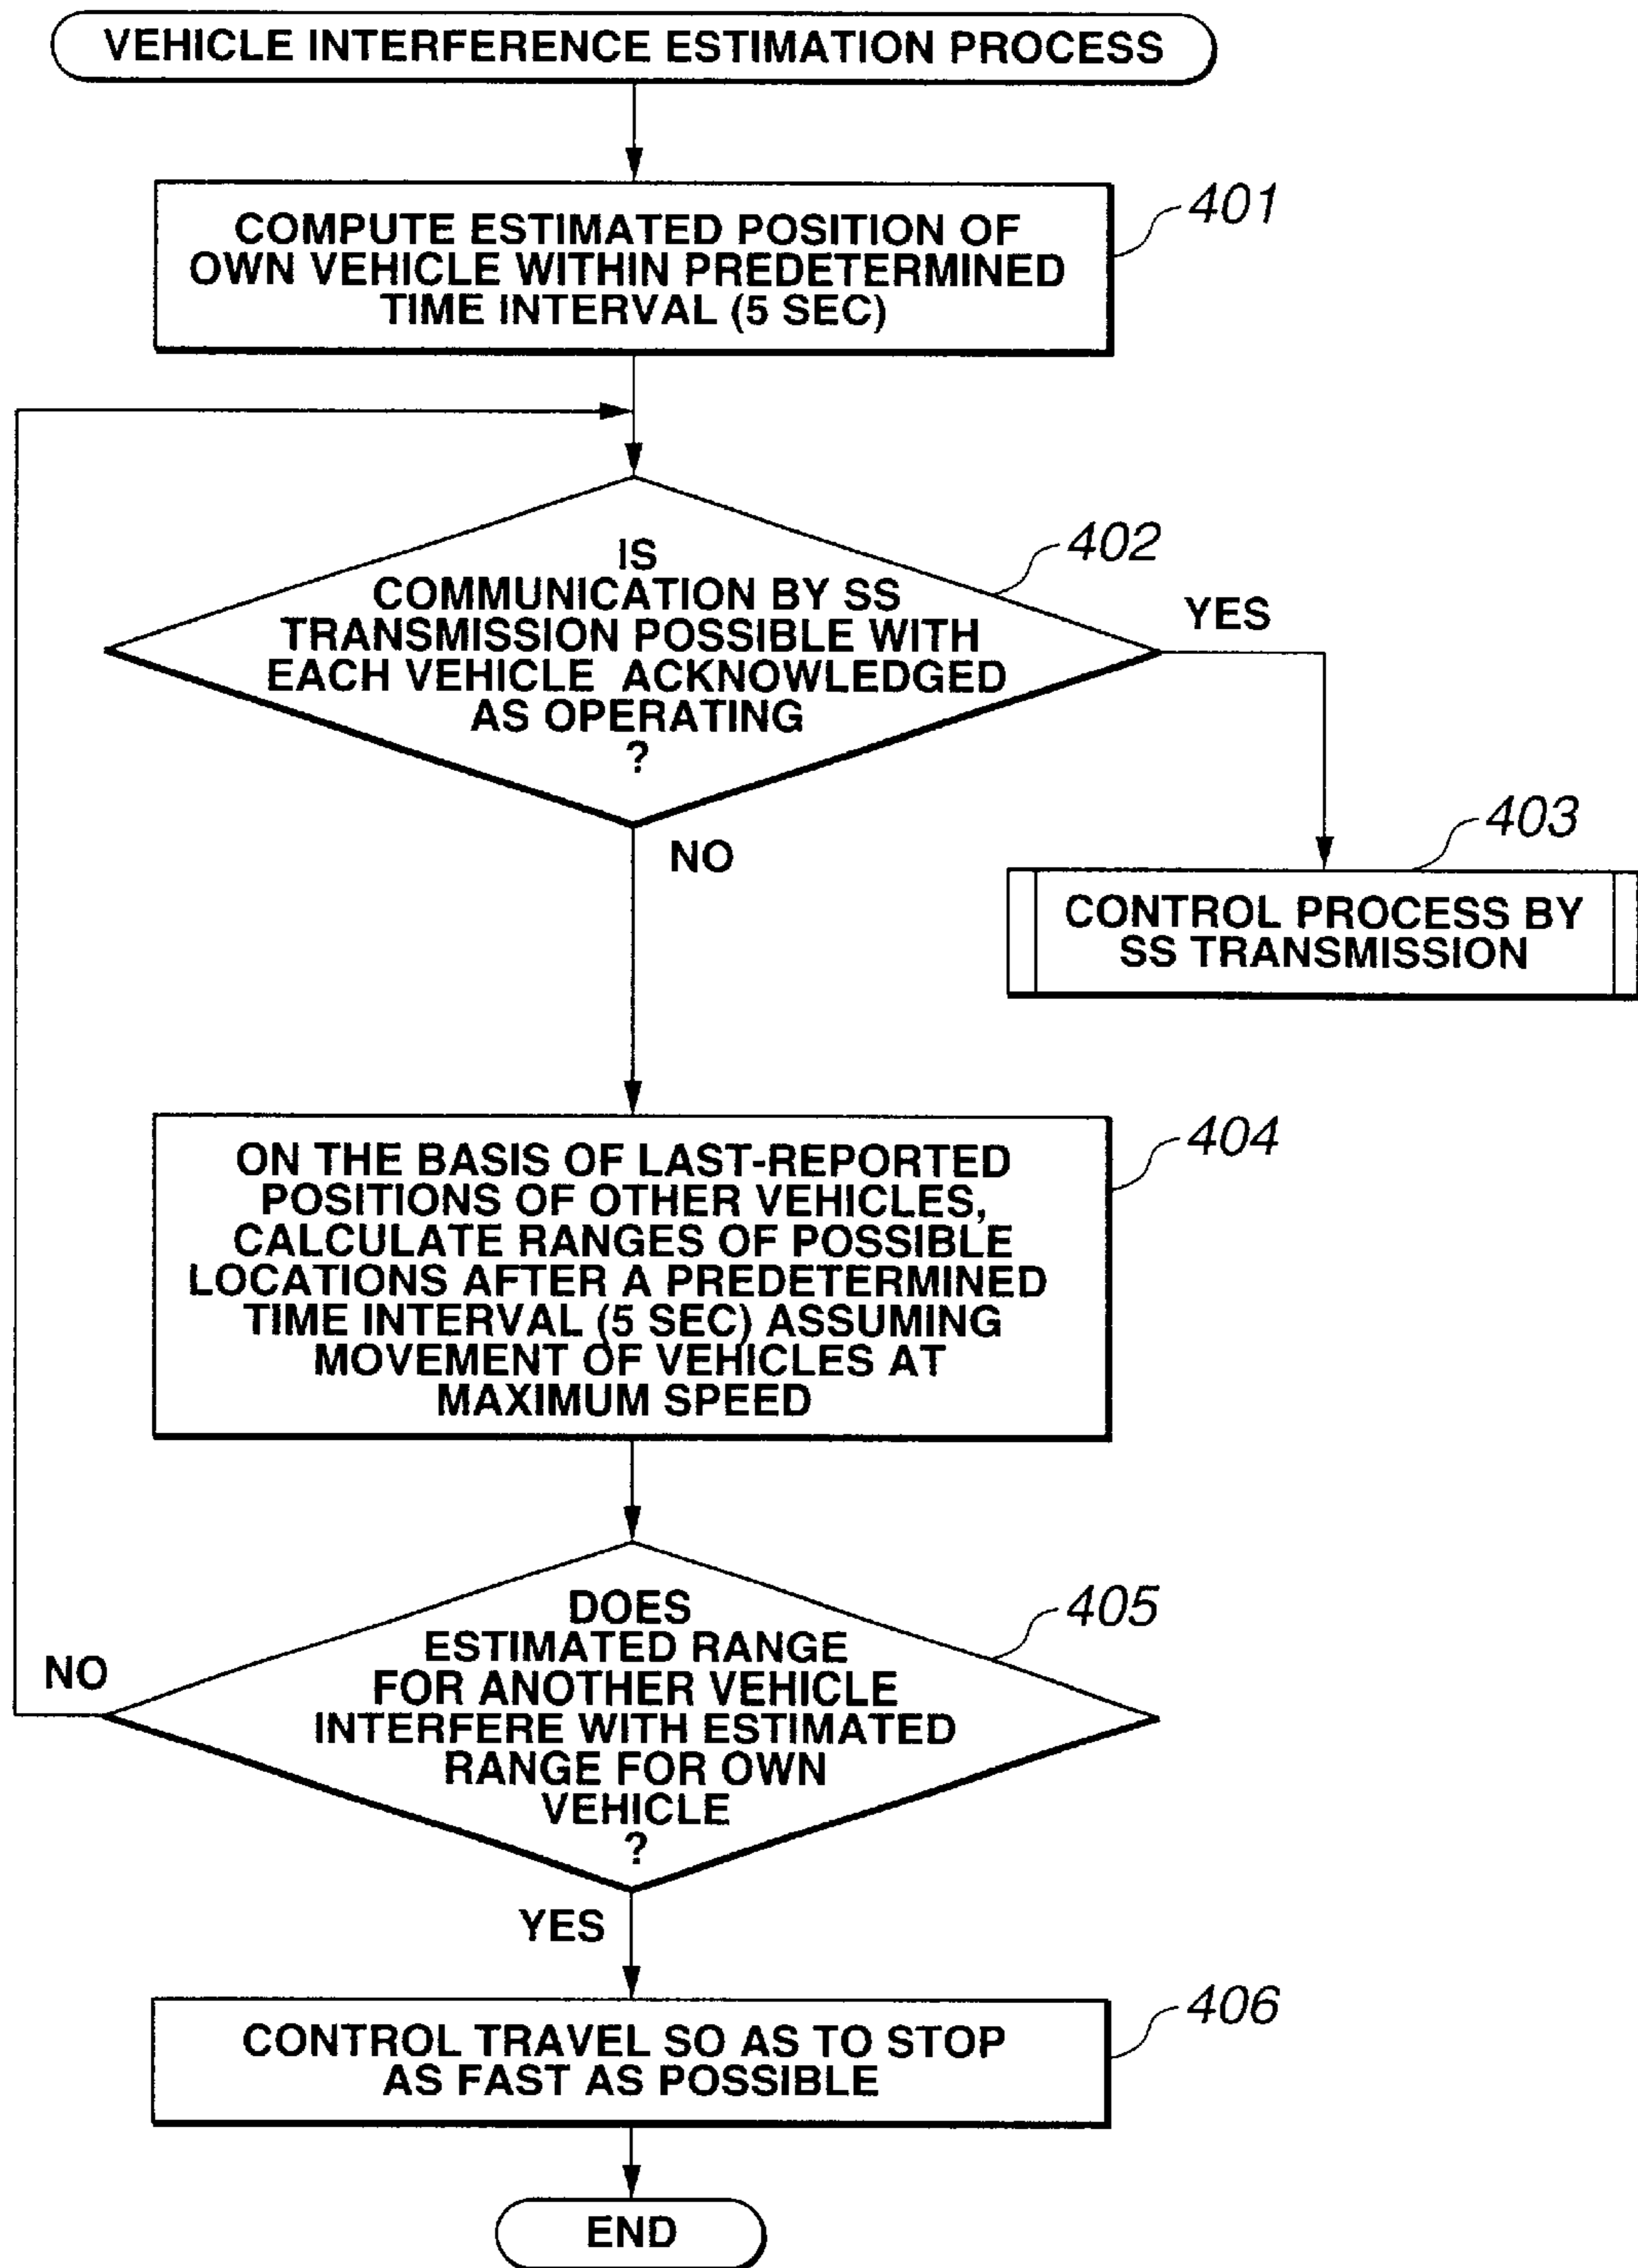 VEHICLE INTERFERENCE ESTIMATION PROCESS
401
COMPUTE ESTIMATED POSITION OF
OWN VEHICLE WITHIN PREDETERMINED
TIME INTERVAL (5 SEC)
402
IS
COMMUNICATION BY SS
TRANSMISSION POSSIBLE WITH
EACH VEHICLE ACKNOWLEDGED
AS OPERATING
?
YES
NO
403
CONTROL PROCESS BY
SS TRANSMISSION
404
ON THE BASIS OF LAST-REPORTED
POSITIONS OF OTHER VEHICLES,
CALCULATE RANGES OF POSSIBLE
LOCATIONS AFTER A PREDETERMINED
TIME INTERVAL (5 SEC) ASSUMING
MOVEMENT OF VEHICLES AT
MAXIMUM SPEED
405
DOES
ESTIMATED RANGE
FOR ANOTHER VEHICLE
INTERFERE WITH ESTIMATED
RANGE FOR OWN
VEHICLE
?
NO
YES
406
CONTROL TRAVEL SO AS TO STOP
AS FAST AS POSSIBLE
END